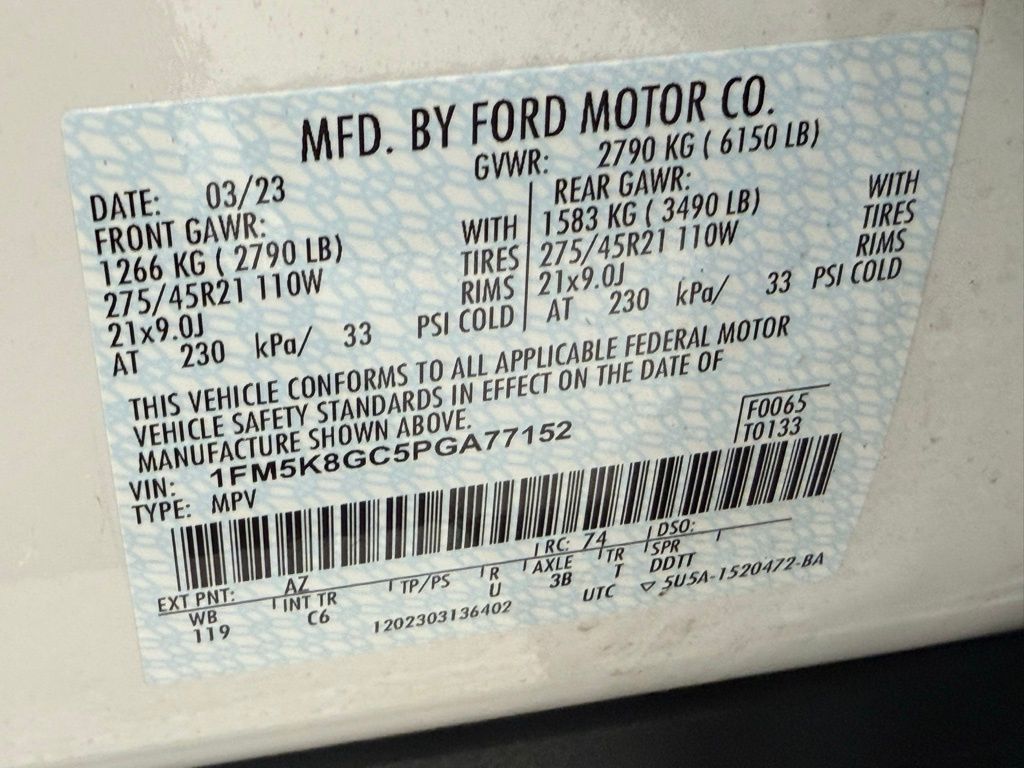 MFD. BY FORD MOTOR CO.
DATE: 03/23 GVWR: 2790 KG ( 6150 LB)
FRONT GAWR: REAR GAWR:
1266 KG ( 2790 LB) WITH 1583 KG ( 3490 LB) WITH
275/45R21 110W TIRES 275/45R21 110W TIRES
21x9.0J RIMS 21x9.0J RIMS
AT 230 kPa/ 33 PSI COLD AT 230 kPa/ 33 PSI COLD
THIS VEHICLE CONFORMS TO ALL APPLICABLE FEDERAL MOTOR
VEHICLE SAFETY STANDARDS IN EFFECT ON THE DATE OF
MANUFACTURE SHOWN ABOVE.
F0065
T0133
VIN: 1FM5K8GC5PGA77152
TYPE: MPV
EXT PNT: AZ RC: 74 DSO:
WB INT TR TP/PS R AXLE TR SPR
119 C6 U 3B T DDTT
1202303136402 UTC ▽ 5U5A-1520472-BA